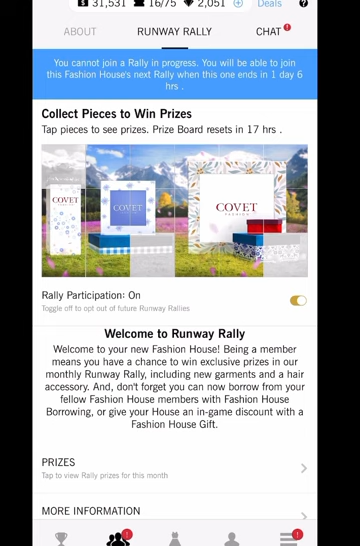 $ 31,531 16/75 2,051 Deals ?
ABOUT RUNWAY RALLY CHAT !
You cannot join a Rally in progress. You will be able to join
this Fashion House's next Rally when this one ends in 1 day 6
hrs .
Collect Pieces to Win Prizes
Tap pieces to see prizes. Prize Board resets in 17 hrs .
COVET
COVET
FASHION
COVET
FASHION
Rally Participation: On
Toggle off to opt out of future Runway Rallies
Welcome to Runway Rally
Welcome to your new Fashion House! Being a member
means you have a chance to win exclusive prizes in our
monthly Runway Rally, including new garments and a hair
accessory. And, don't forget you can now borrow from your
fellow Fashion House members with Fashion House
Borrowing, or give your House an in-game discount with a
Fashion House Gift.
PRIZES
Tap to view Rally prizes for this month
MORE INFORMATION
1
!